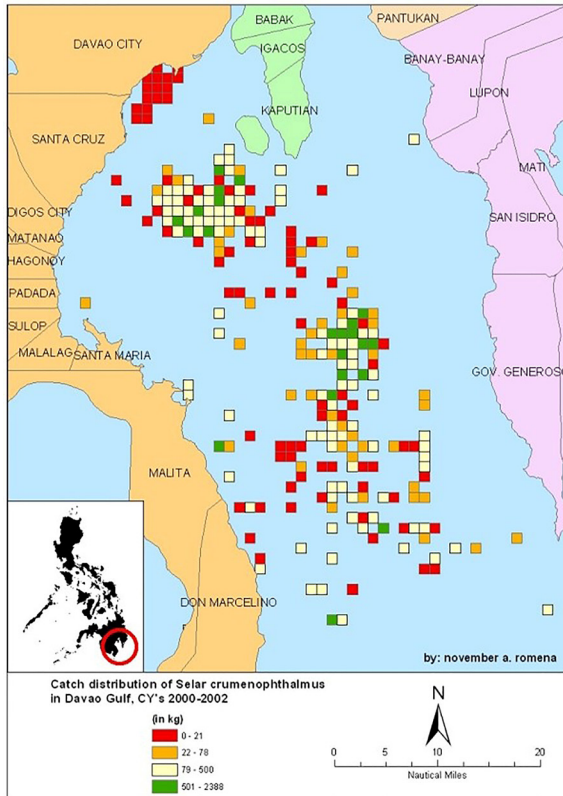 BABAK
PANTUKAN
DAVAO CITY
IGACOS
BANAY-BANAY
LUPON
KAPUTIAN
SANTA CRUZ
MATI
DIGOS CITY
SAN ISIDRO
MATANAO
HAGONOY
PADADA
SULOP
MALALAG
SANTA MARIA
GOV. GENEROSO
MALITA
DON MARCELINO
by: november a. romena
Catch distribution of Selar crumenophthalmus
in Davao Gulf, CY's 2000-2002
(in kg)
0 - 21
22 - 78
79 - 500
501 - 2388
N
0 5 10 20
Nautical Miles